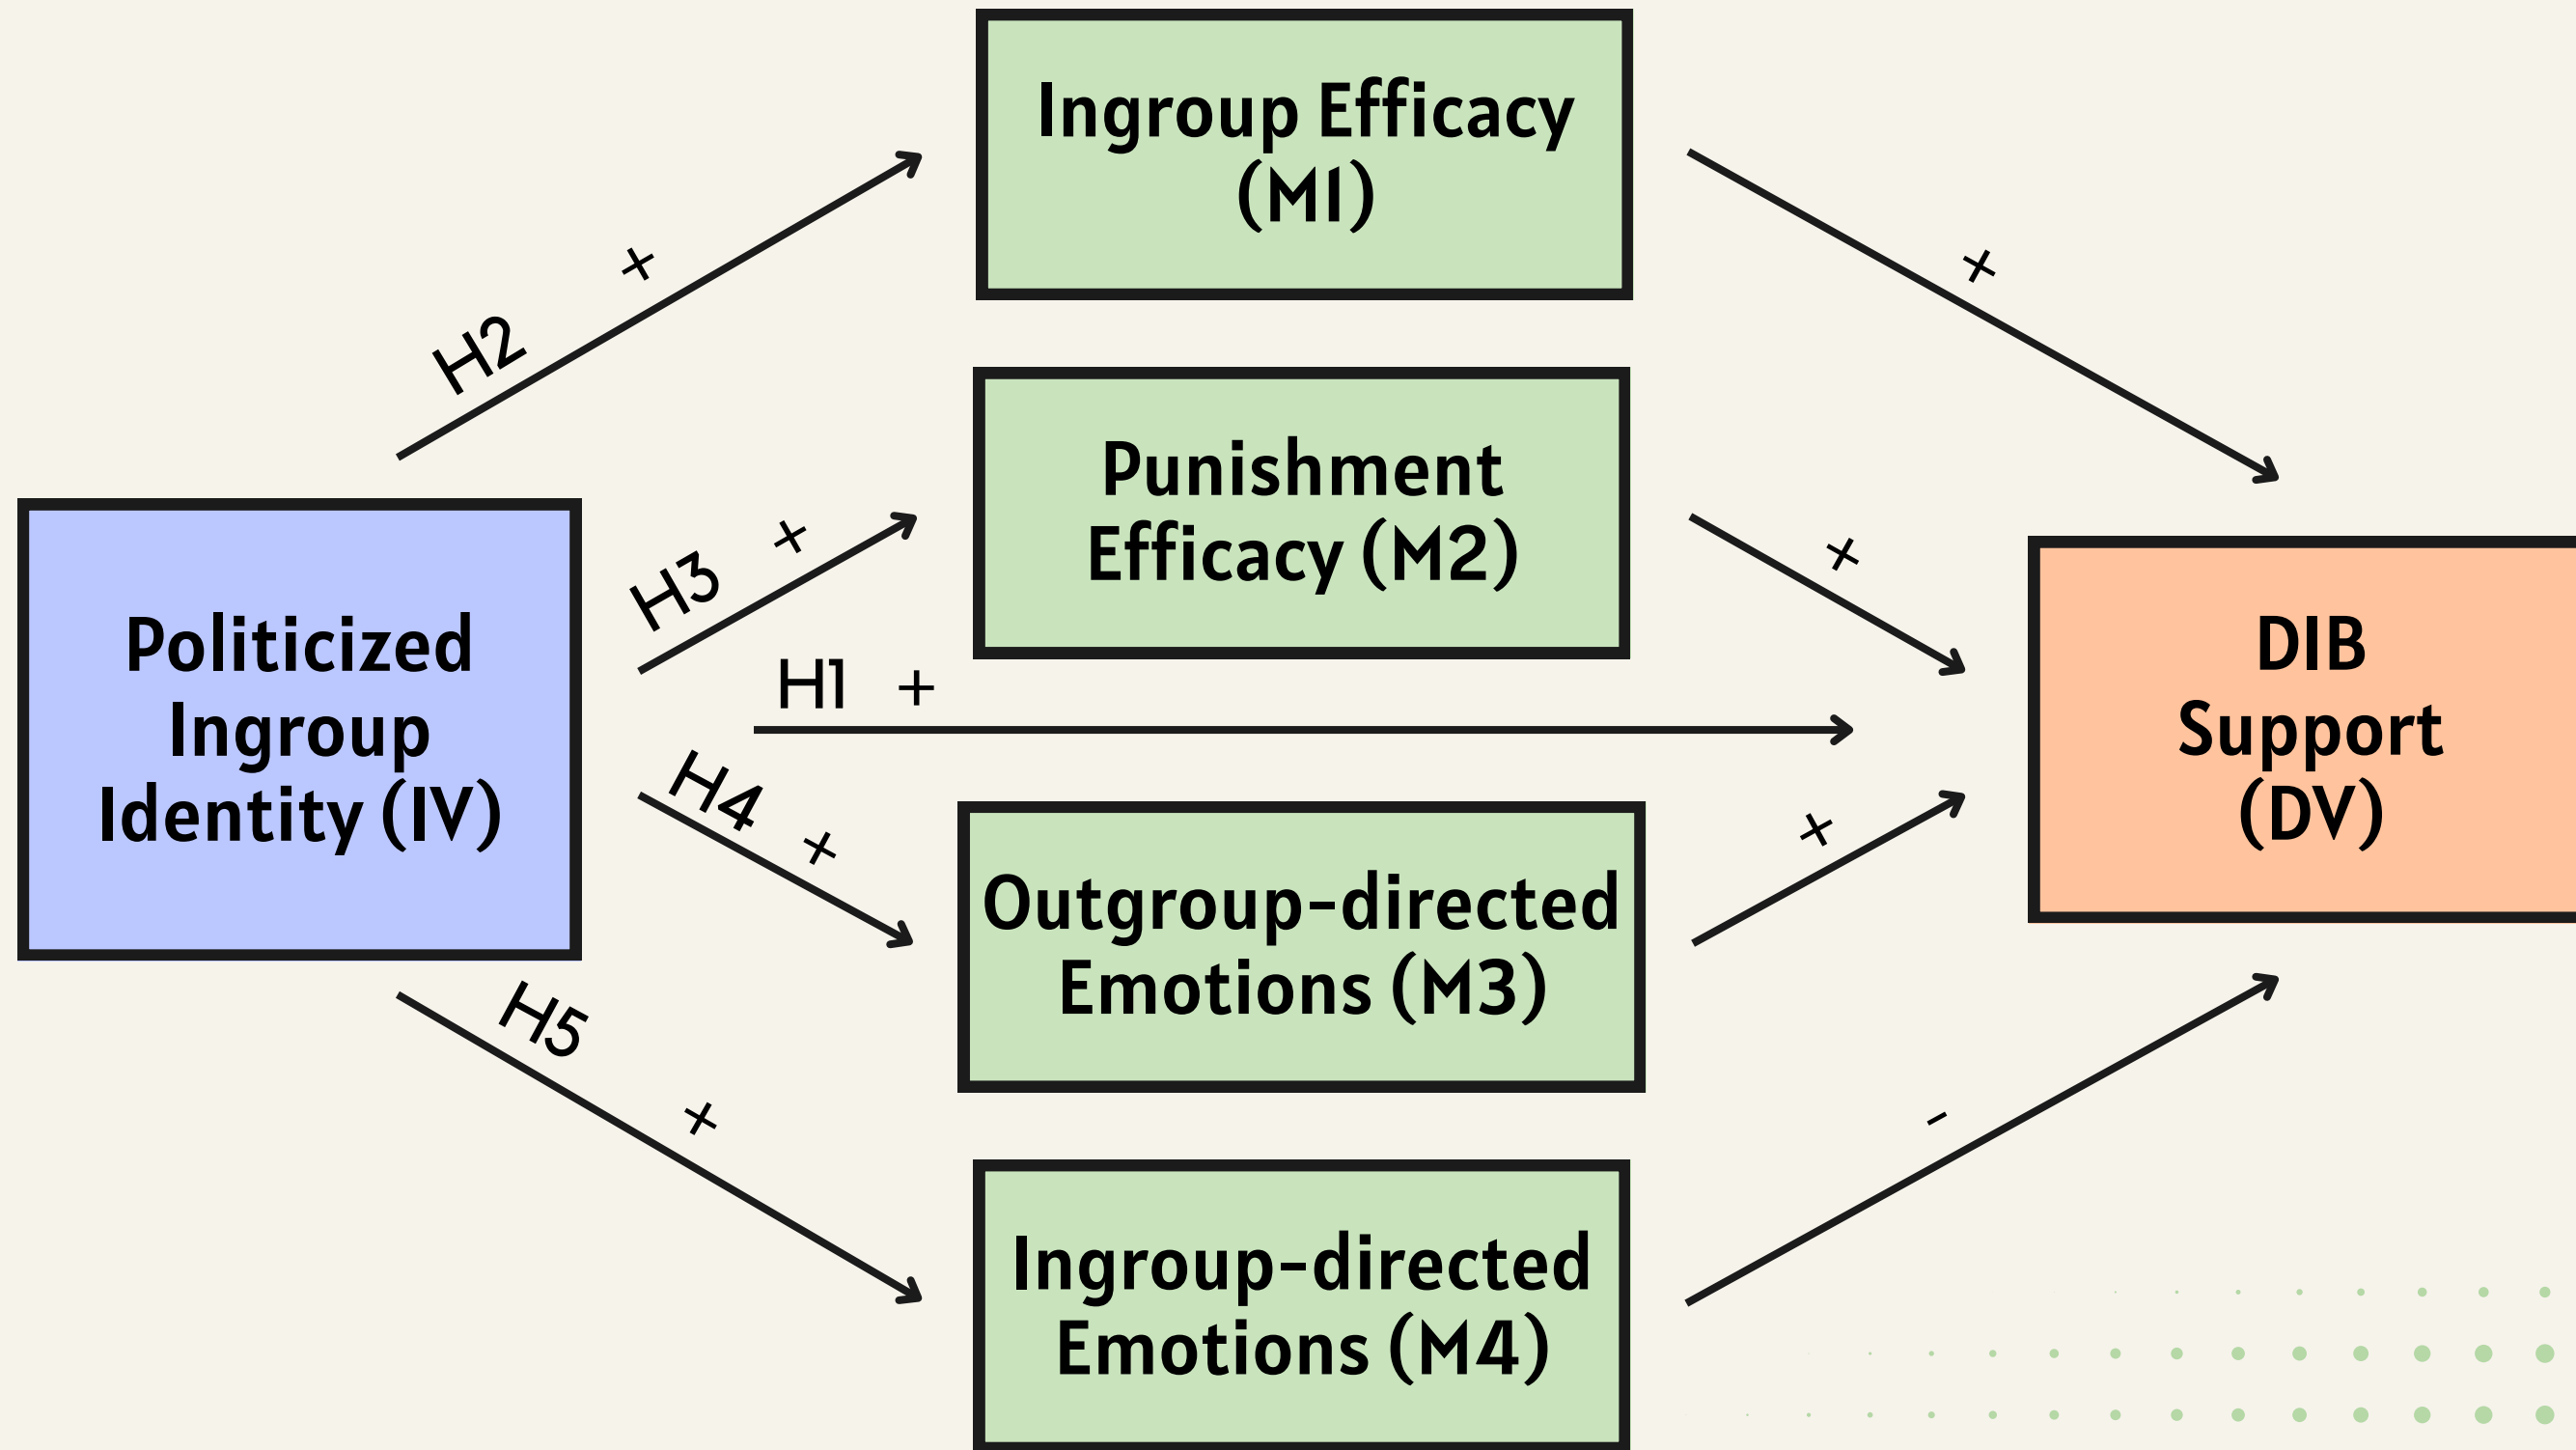 Ingroup Efficacy
(M1)
+
+
H2
Punishment
Efficacy (M2)
H3 +
+
H1 +
Politicized
Ingroup
Identity (IV)
DIB
Support
(DV)
H4 +
+
Outgroup-directed
Emotions (M3)
H5
+
-
Ingroup-directed
Emotions (M4)